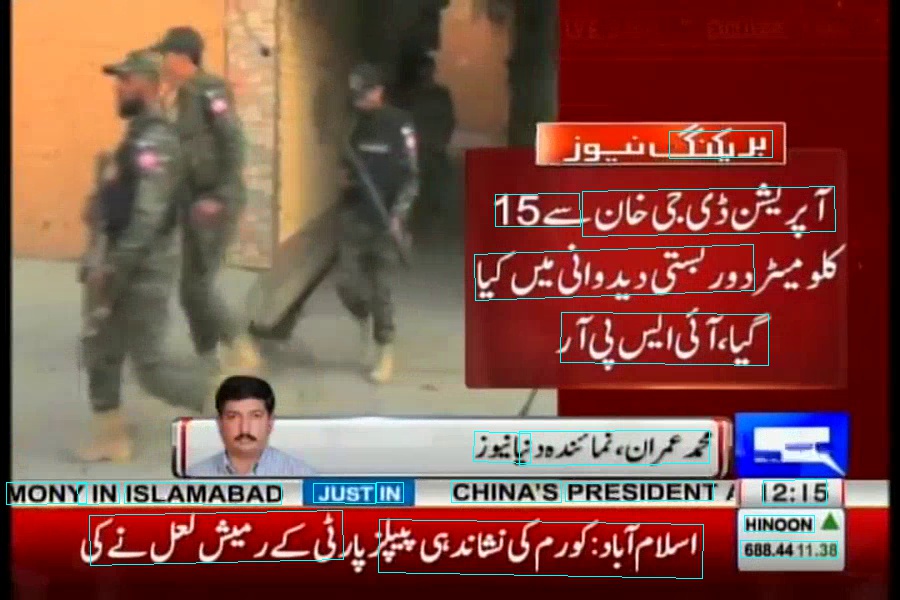 بریکنگ نیوز
آپریشن ڈی جی خان سے 15
کلومیٹر دور بستی دیدوانی میں کیا
گیا، آئی ایس پی آر
محمد عمران، نمائندہ دنیا نیوز
MONY IN ISLAMABAD JUST IN CHINA'S PRESIDENT 12:15
اسلام آباد: کورم کی نشاندہی پیپلز پارٹی کے رمیش لعل نے کی
HINOON
688.44 11.38